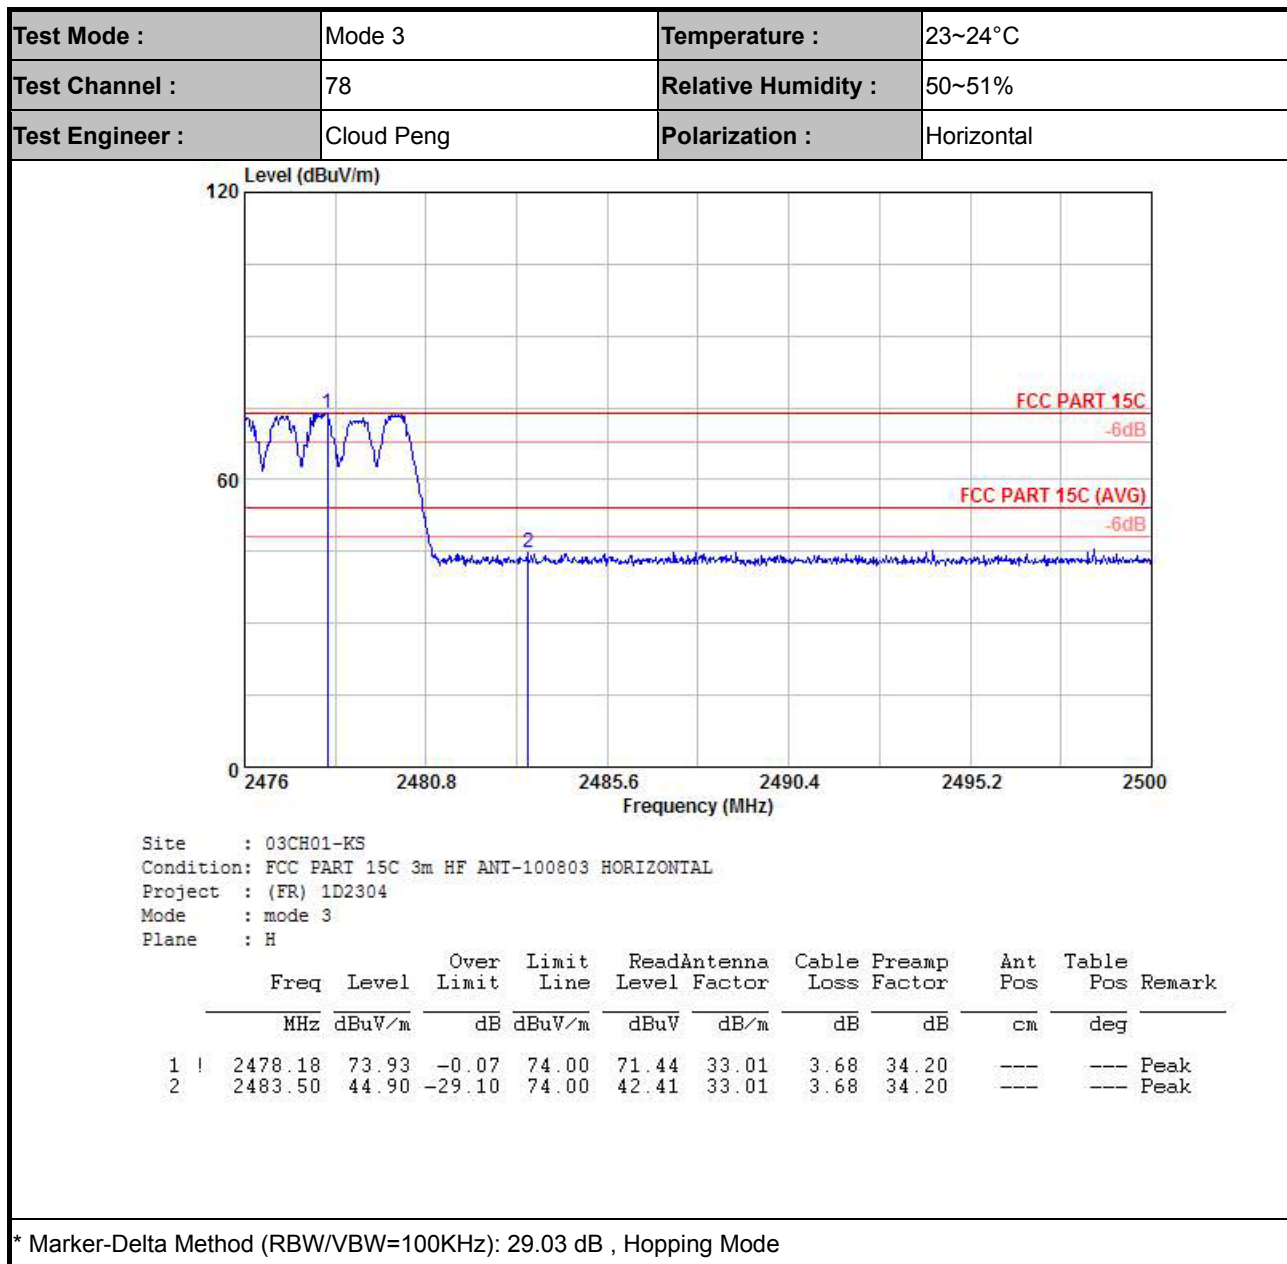 Test Mode : Mode 3 Temperature : 23~24°C
Test Channel : 78 Relative Humidity : 50~51%
Test Engineer : Cloud Peng Polarization : Horizontal
Level (dBuV/m)
120
1
FCC PART 15C
-6dB
60
FCC PART 15C (AVG)
-6dB
2
0
2476 2480.8 2485.6 2490.4 2495.2 2500
Frequency (MHz)
Site : 03CH01-KS
Condition: FCC PART 15C 3m HF ANT-100803 HORIZONTAL
Project : (FR) 1D2304
Mode : mode 3
Plane : H
Over Limit ReadAntenna Cable Preamp Ant Table
Freq Level Limit Line Level Factor Loss Factor Pos Pos Remark
MHz dBuV/m dB dBuV/m dBuV dB/m dB dB cm deg
1 ! 2478.18 73.93 -0.07 74.00 71.44 33.01 3.68 34.20 --- --- Peak
2 2483.50 44.90 -29.10 74.00 42.41 33.01 3.68 34.20 --- --- Peak
* Marker-Delta Method (RBW/VBW=100KHz): 29.03 dB , Hopping Mode